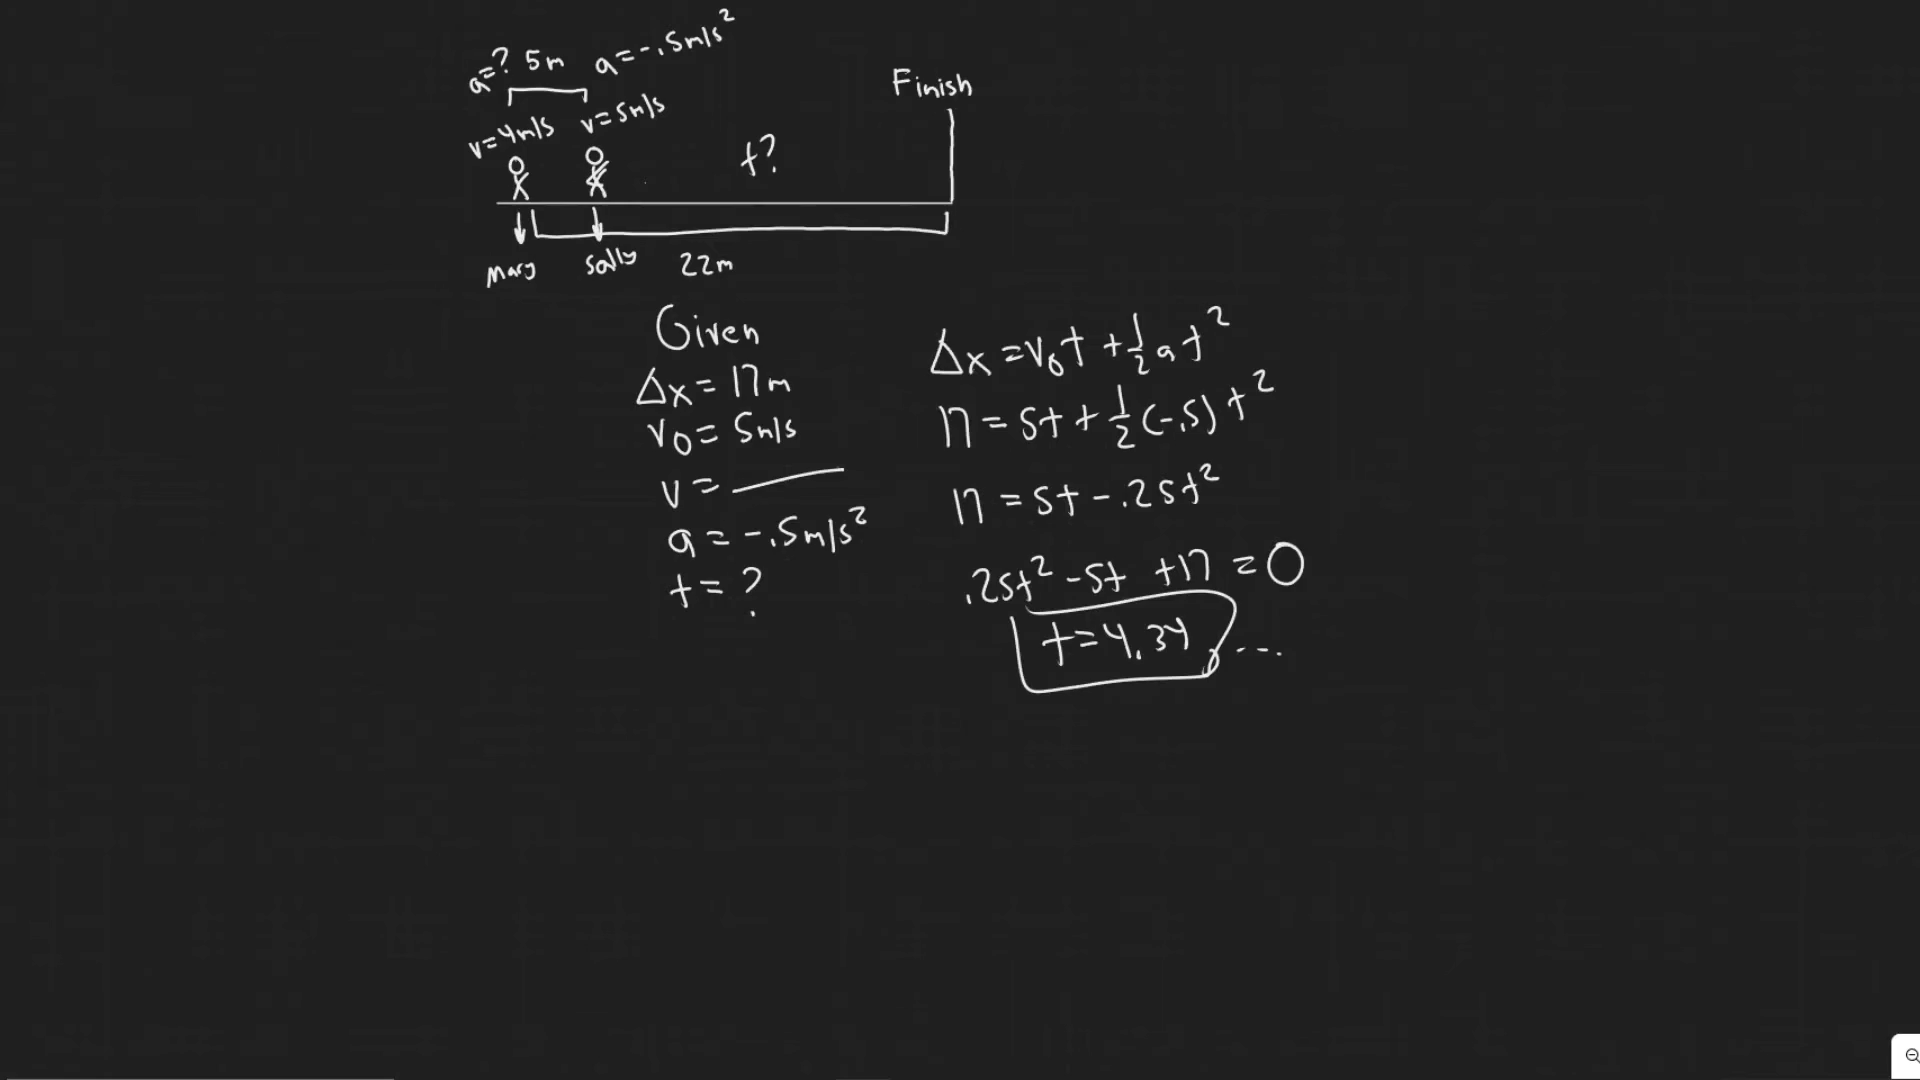 a=? 5m a=-.5m/s²
Finish
v=4m/s v=5m/s
t?
Mary Sally 22m
Given
Δx = 17m
v₀ = 5m/s
v =
a = -.5m/s²
t = ?
Δx = v₀t + ½at²
17 = 5t + ½(-.5)t²
17 = 5t - .25t²
.25t² - 5t + 17 = 0
t = 4.34, ...